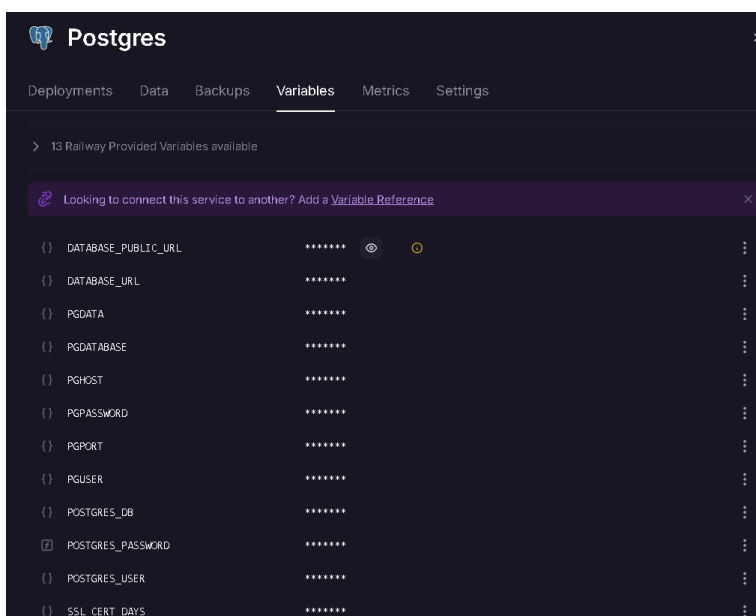 Postgres
Deployments Data Backups Variables Metrics Settings
13 Railway Provided Variables available
Looking to connect this service to another? Add a Variable Reference
{} DATABASE_PUBLIC_URL *******
{} DATABASE_URL *******
{} PGDATA *******
{} PGDATABASE *******
{} PGHOST *******
{} PGPASSWORD *******
{} PGPORT *******
{} PGUSER *******
{} POSTGRES_DB *******
POSTGRES_PASSWORD *******
{} POSTGRES_USER *******
{} SSL_CERT_DAYS *******